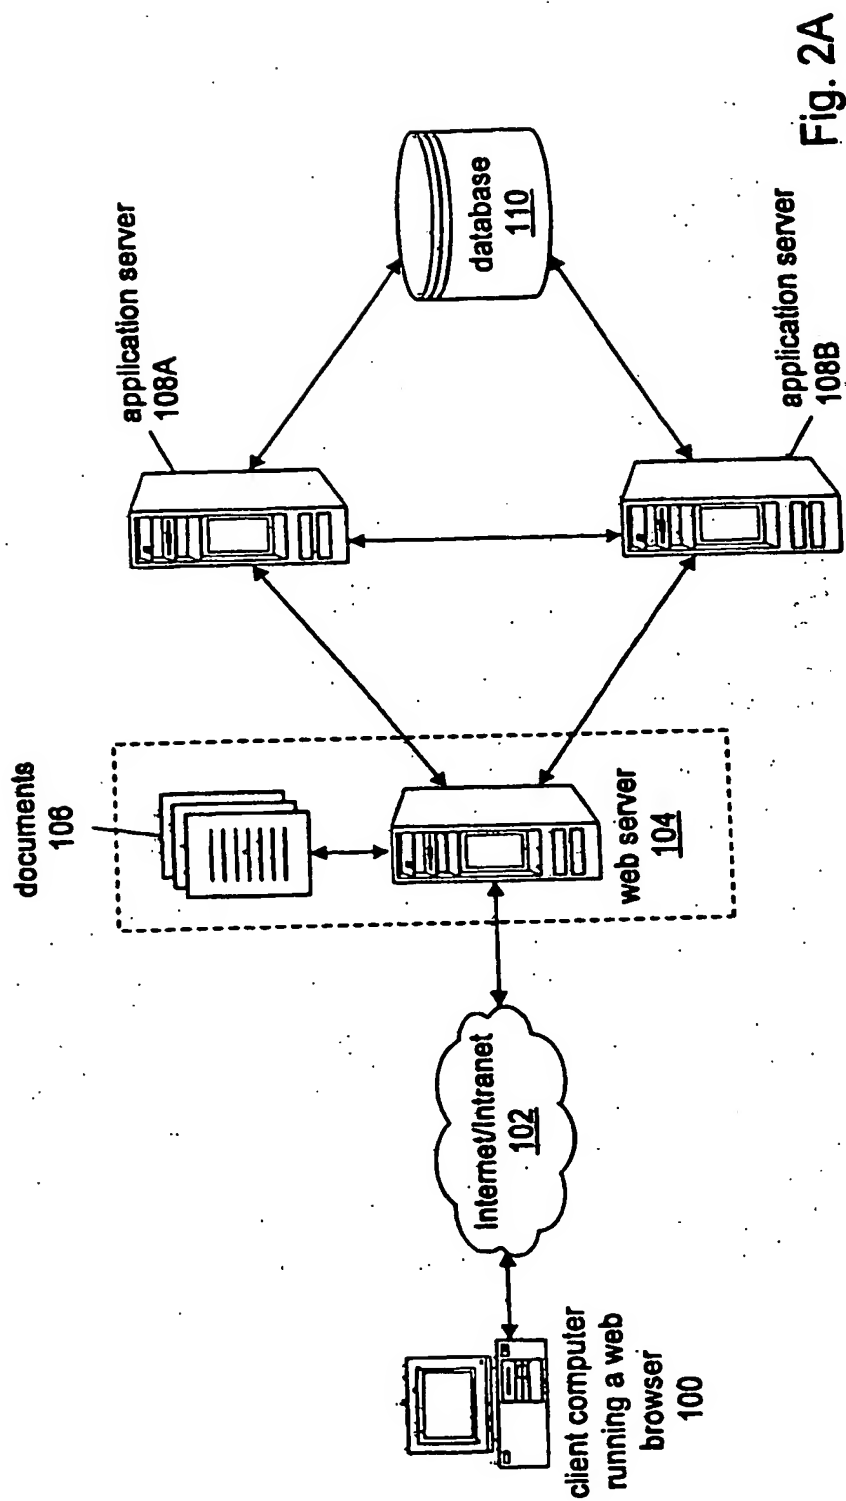 client computer
running a web
browser
100
Internet/Intranet
102
documents
106
web server
104
application server
108A
application server
108B
database
110
Fig. 2A